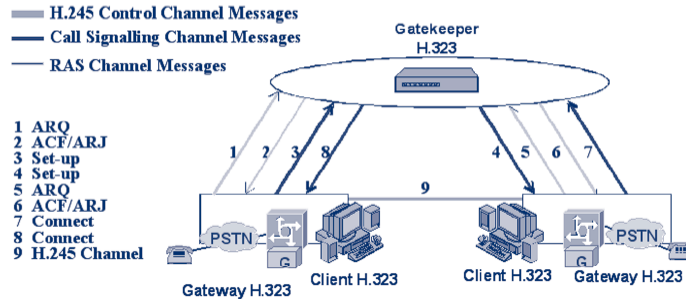 H.245 Control Channel Messages
Call Signalling Channel Messages
RAS Channel Messages
Gatekeeper
H.323
1 ARQ
2 ACF/ARJ
3 Set-up
4 Set-up
5 ARQ
6 ACF/ARJ
7 Connect
8 Connect
9 H.245 Channel
1
2
3
8
4
5
6
7
9
PSTN
G
Client H.323
Gateway H.323
Client H.323
G
PSTN
Gateway H.323